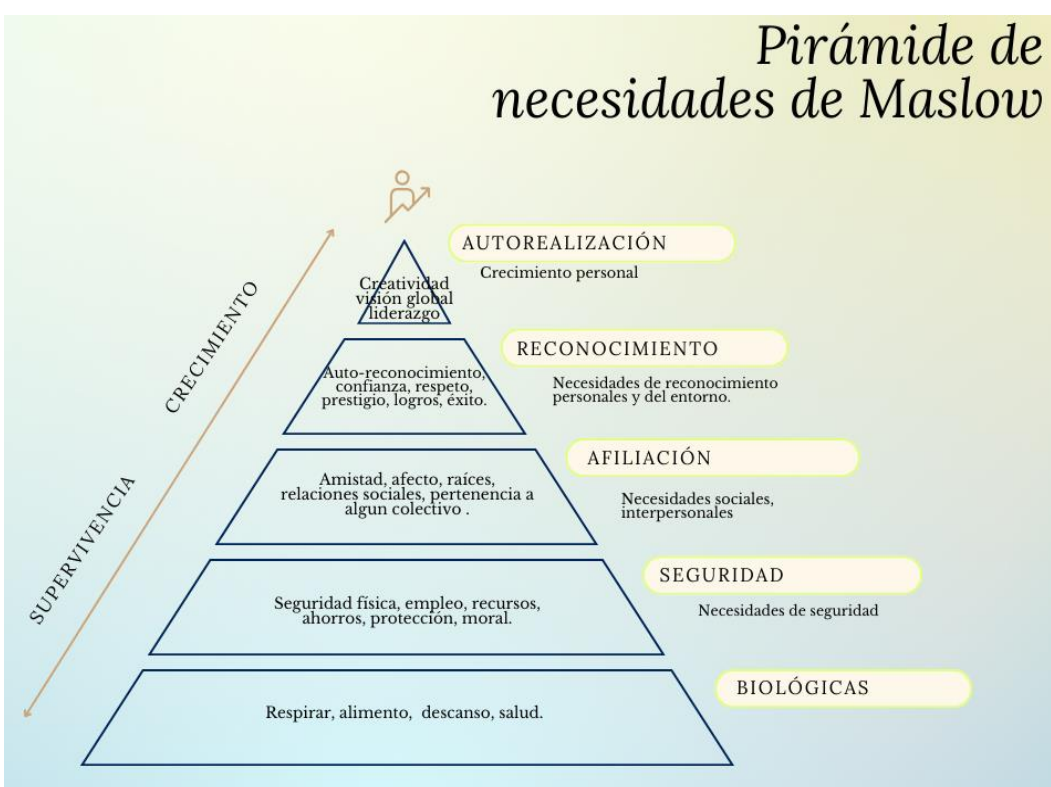 Pirámide de
necesidades de Maslow
AUTOREALIZACIÓN
Crecimiento personal
Creatividad
visión global
liderazgo
CRECIMIENTO
RECONOCIMIENTO
Necesidades de reconocimiento
personales y del entorno.
Auto-reconocimiento,
confianza, respeto,
prestigio, logros, éxito.
AFILIACIÓN
Necesidades sociales,
interpersonales
Amistad, afecto, raíces,
relaciones sociales, pertenencia a
algun colectivo .
SUPERVIVENCIA
SEGURIDAD
Necesidades de seguridad
Seguridad física, empleo, recursos,
ahorros, protección, moral.
BIOLÓGICAS
Respirar, alimento,  descanso, salud.